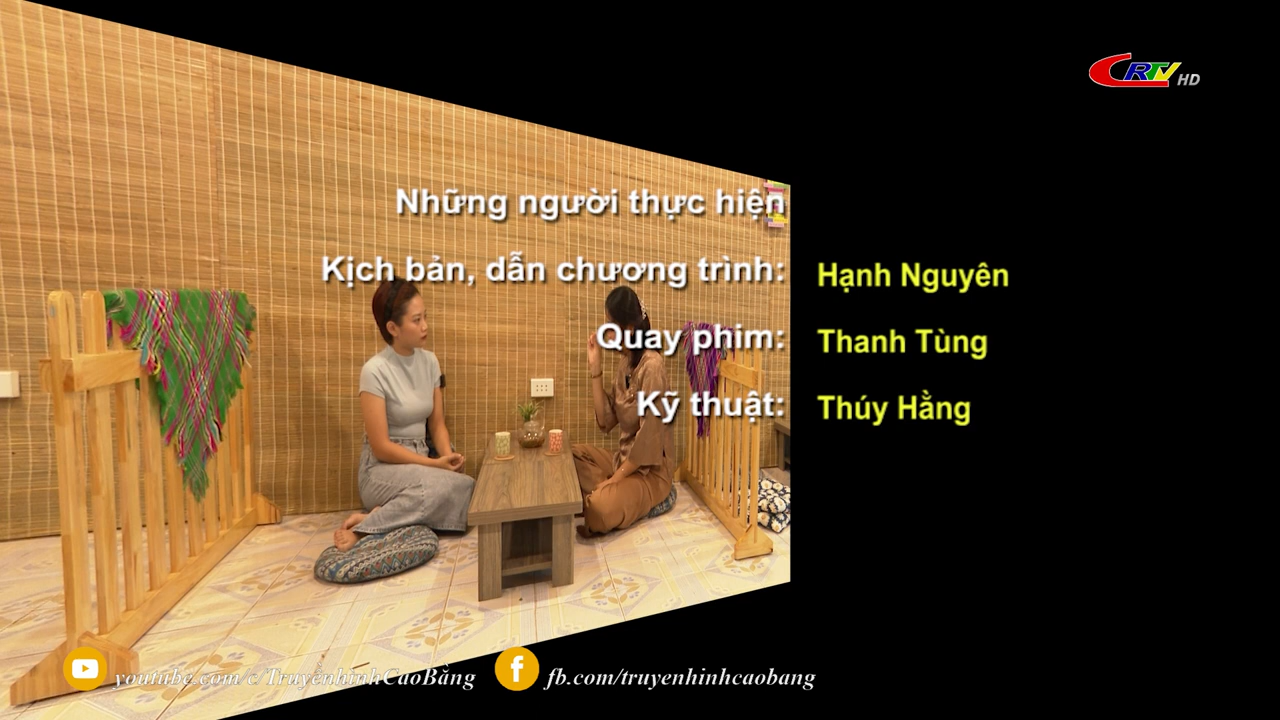 CRTV HD
Những người thực hiện
Kịch bản, dẫn chương trình: Hạnh Nguyên
Quay phim: Thanh Tùng
Kỹ thuật: Thúy Hằng
youtube.com/c/TruyềnhìnhCaoBằng fb.com/truyenhinhcaobang